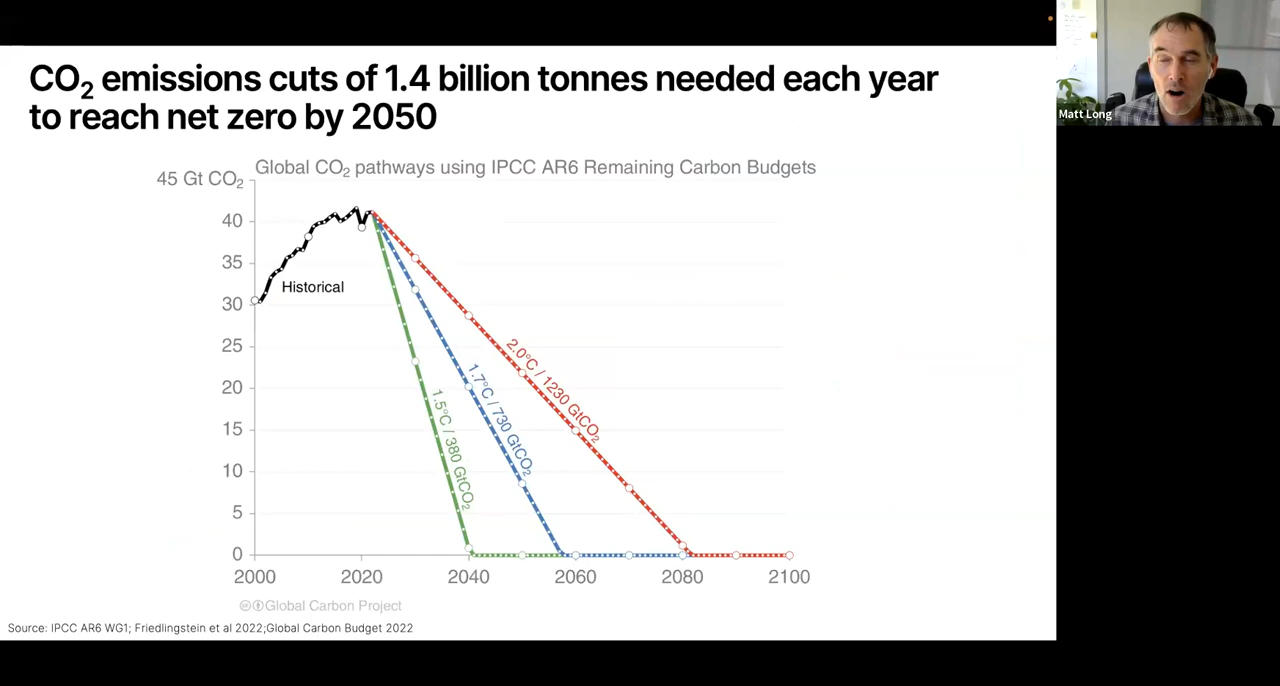 CO₂ emissions cuts of 1.4 billion tonnes needed each year
to reach net zero by 2050
Matt Long
Global CO₂ pathways using IPCC AR6 Remaining Carbon Budgets
45 Gt CO₂
40
35
30
25
20
15
10
5
0
Historical
1.5°C / 380 GtCO₂
1.7°C / 730 GtCO₂
2.0°C / 1230 GtCO₂
2000
2020
2040
2060
2080
2100
Global Carbon Project
Source: IPCC AR6 WG1; Friedlingstein et al 2022;Global Carbon Budget 2022